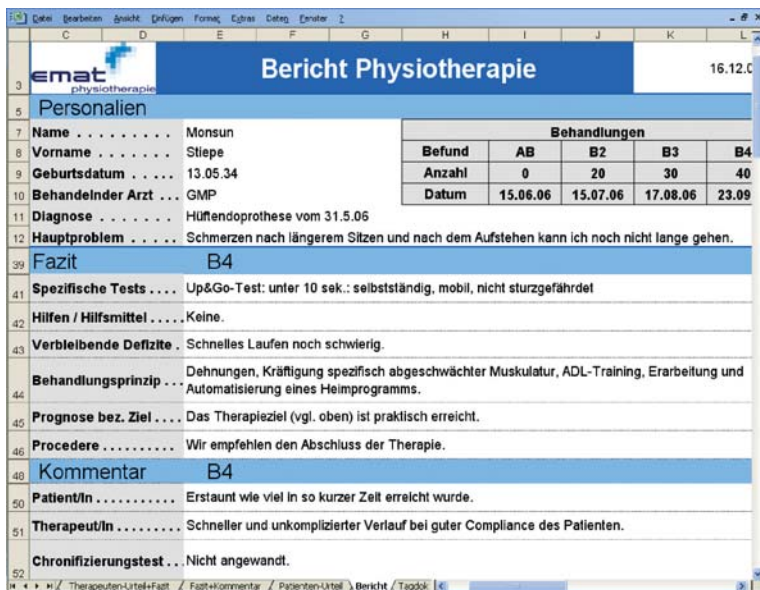 Datei Bearbeiten Ansicht Einfügen Format Extras Daten Fenster ?
C D E F G H I J K L
3 emat physiotherapie Bericht Physiotherapie 16.12.0
5 Personalien
7 Name . . . . . . . . . Monsun Behandlungen
8 Vorname . . . . . . . Stiepe Befund AB B2 B3 B4
9 Geburtsdatum . . . . . 13.05.34 Anzahl 0 20 30 40
10 Behandelnder Arzt . . . GMP Datum 15.06.06 15.07.06 17.08.06 23.09
11 Diagnose . . . . . . . Hüftendoprothese vom 31.5.06
12 Hauptproblem . . . . . Schmerzen nach längerem Sitzen und nach dem Aufstehen kann ich noch nicht lange gehen.
39 Fazit B4
41 Spezifische Tests . . . . Up&Go-Test: unter 10 sek.: selbstständig, mobil, nicht sturzgefährdet
42 Hilfen / Hilfsmittel . . . . . Keine.
43 Verbleibende Defizite . Schnelles Laufen noch schwierig.
Dehnungen, Kräftigung spezifisch abgeschwächter Muskulatur, ADL-Training, Erarbeitung und
44 Behandlungsprinzip . . . Automatisierung eines Heimprogramms.
45 Prognose bez. Ziel . . . . Das Therapieziel (vgl. oben) ist praktisch erreicht.
46 Procedere . . . . . . . . . . Wir empfehlen den Abschluss der Therapie.
48 Kommentar B4
50 Patient/In . . . . . . . . . . . Erstaunt wie viel in so kurzer Zeit erreicht wurde.
51 Therapeut/In . . . . . . . . . Schneller und unkomplizierter Verlauf bei guter Compliance des Patienten.
52 Chronifizierungstest . . . Nicht angewandt.
Therapeuten-Urteil+Fazit / Fazit+Kommentar / Patienten-Urteil \ Bericht / Tagdok